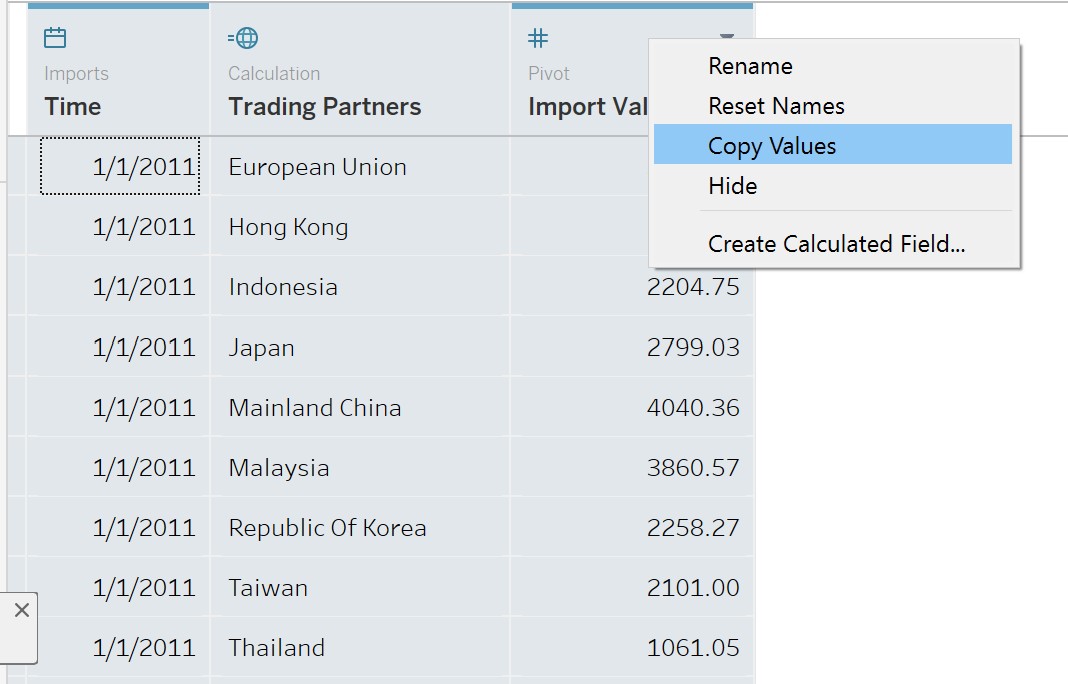 Imports
Time
Calculation
Trading Partners
Pivot
Import Val
1/1/2011 European Union
1/1/2011 Hong Kong
1/1/2011 Indonesia 2204.75
1/1/2011 Japan 2799.03
1/1/2011 Mainland China 4040.36
1/1/2011 Malaysia 3860.57
1/1/2011 Republic Of Korea 2258.27
1/1/2011 Taiwan 2101.00
1/1/2011 Thailand 1061.05
Rename
Reset Names
Copy Values
Hide
Create Calculated Field...